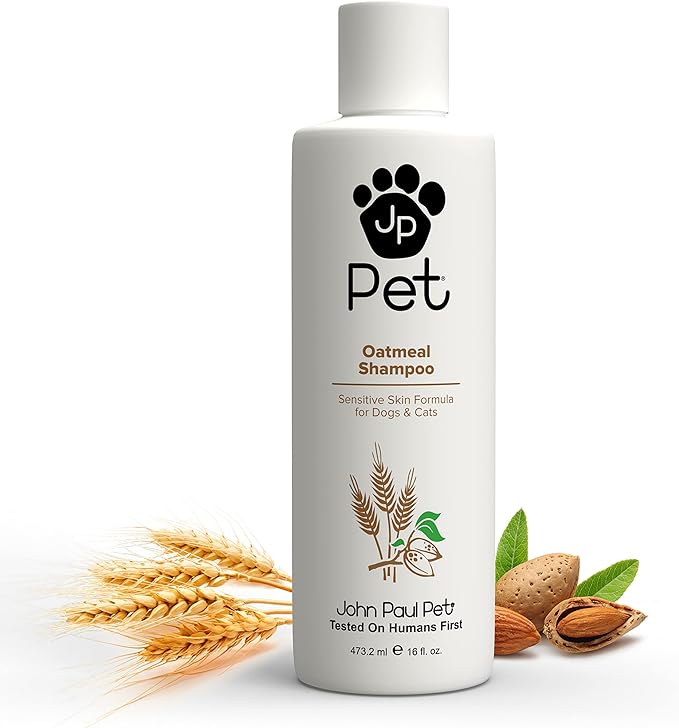 JP
Pet®
Oatmeal
Shampoo
Sensitive Skin Formula
for Dogs & Cats
John Paul Pet®
Tested On Humans First
473.2 ml e 16 fl. oz.